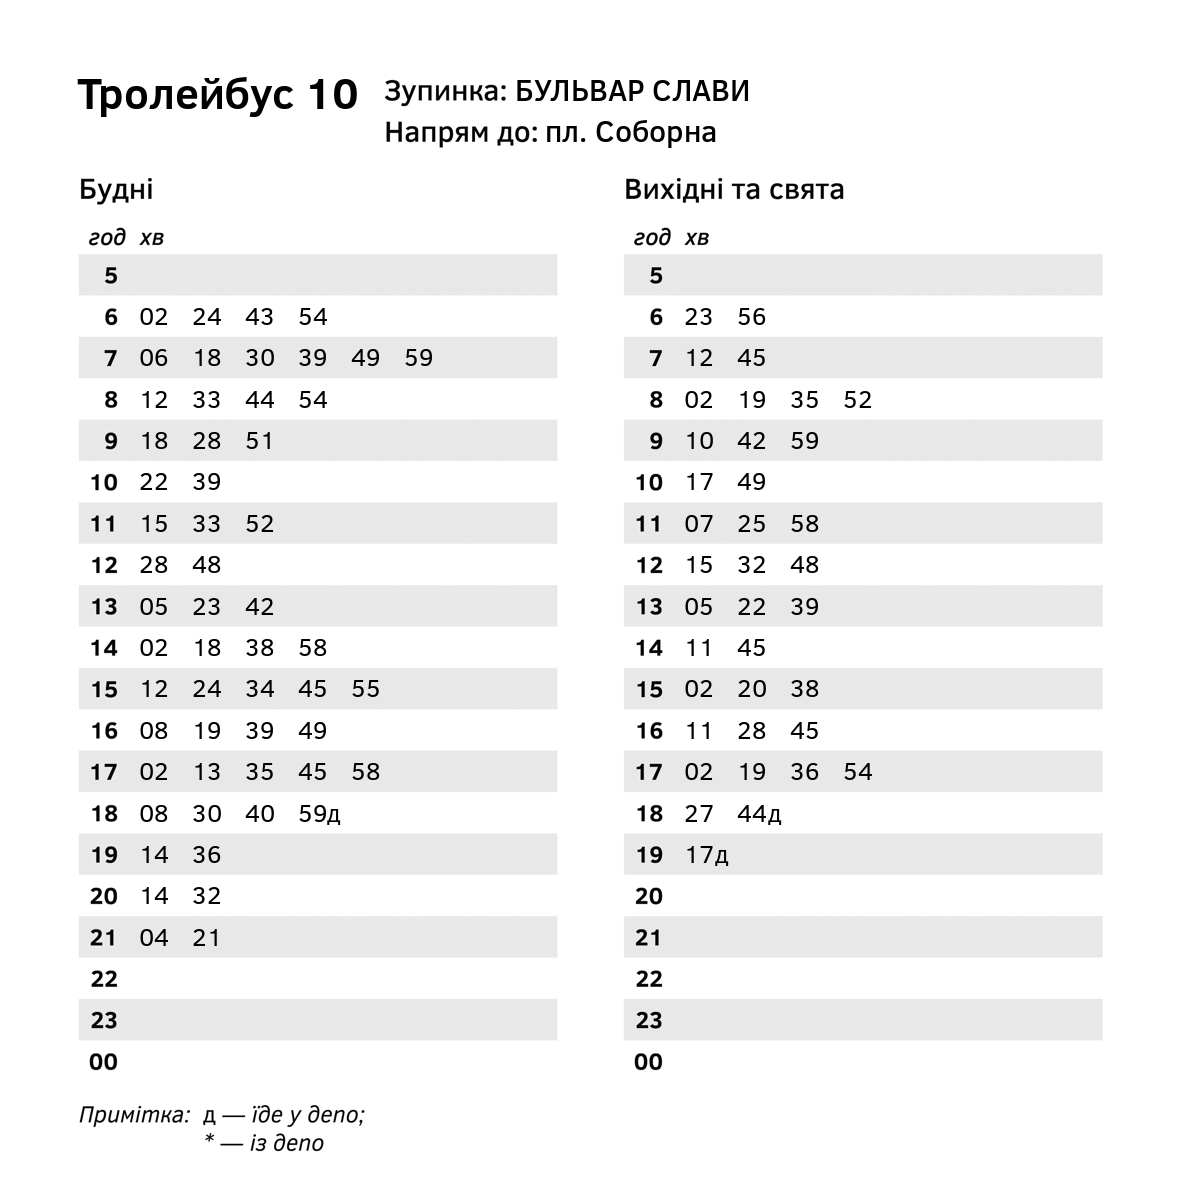 Тролейбус 10
Зупинка: БУЛЬВАР СЛАВИ
Напрям до: пл. Соборна
Будні
год хв
5
6 02 24 43 54
7 06 18 30 39 49 59
8 12 33 44 54
9 18 28 51
10 22 39
11 15 33 52
12 28 48
13 05 23 42
14 02 18 38 58
15 12 24 34 45 55
16 08 19 39 49
17 02 13 35 45 58
18 08 30 40 59д
19 14 36
20 14 32
21 04 21
22
23
00
Вихідні та свята
год хв
5
6 23 56
7 12 45
8 02 19 35 52
9 10 42 59
10 17 49
11 07 25 58
12 15 32 48
13 05 22 39
14 11 45
15 02 20 38
16 11 28 45
17 02 19 36 54
18 27 44д
19 17д
20
21
22
23
00
Примітка: д — їде у депо;
* — із депо